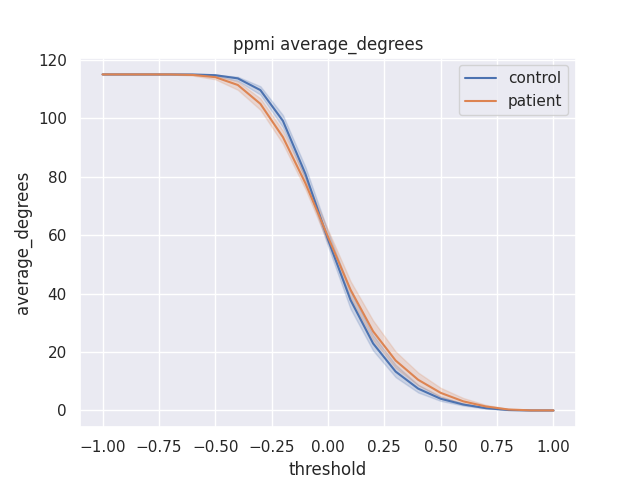 ppmi average_degrees
control
patient
average_degrees
120
100
80
60
40
20
0
−1.00 −0.75 −0.50 −0.25 0.00 0.25 0.50 0.75 1.00
threshold